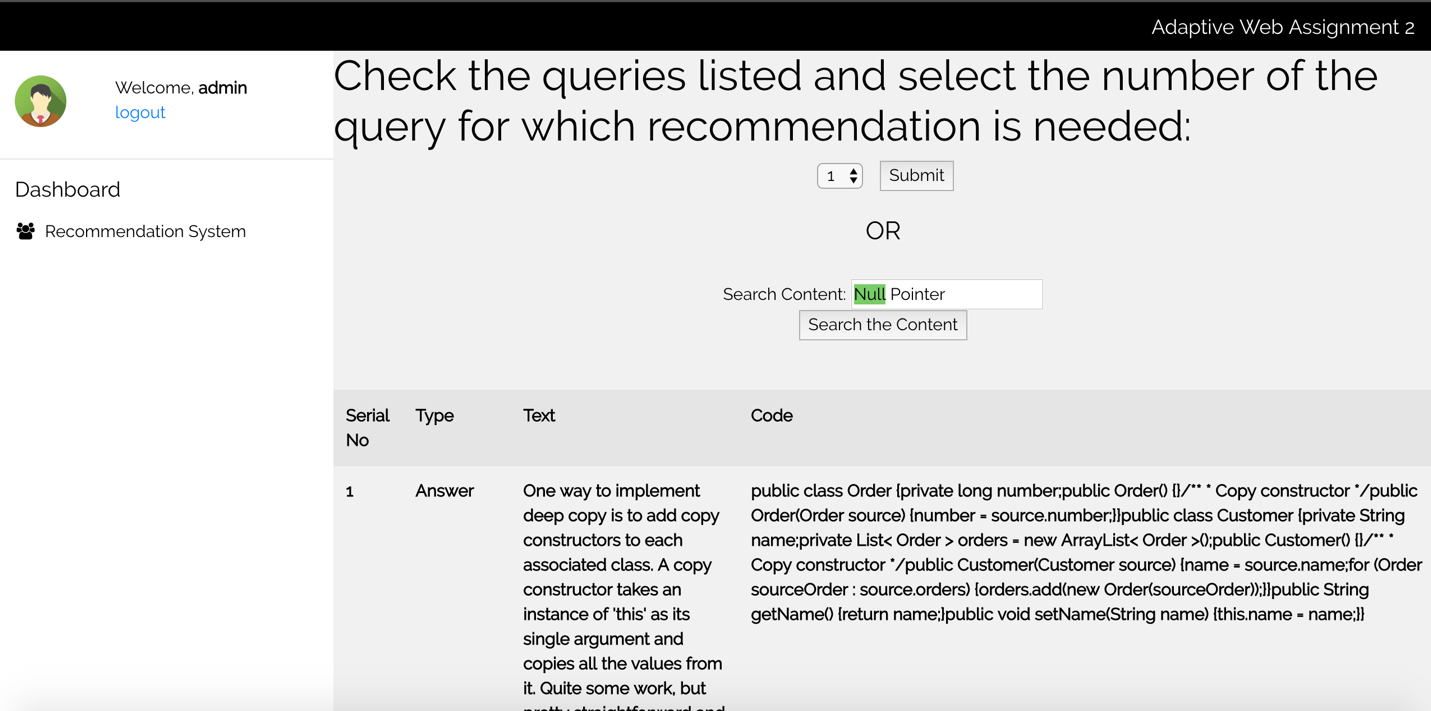 Adaptive Web Assignment 2
Welcome, admin
logout
Dashboard
Recommendation System
Check the queries listed and select the number of the
query for which recommendation is needed:
1 Submit
OR
Search Content: Null Pointer
Search the Content
Serial No Type Text Code
1 Answer
One way to implement
deep copy is to add copy
constructors to each
associated class. A copy
constructor takes an
instance of 'this' as its
single argument and
copies all the values from
it. Quite some work, but
pretty straightforward and
public class Order {private long number;public Order() {}/** * Copy constructor */public
Order(Order source) {number = source.number;}}public class Customer {private String
name;private List< Order > orders = new ArrayList< Order >();public Customer() {}/** *
Copy constructor */public Customer(Customer source) {name = source.name;for (Order
sourceOrder : source.orders) {orders.add(new Order(sourceOrder));}}public String
getName() {return name;}public void setName(String name) {this.name = name;}}